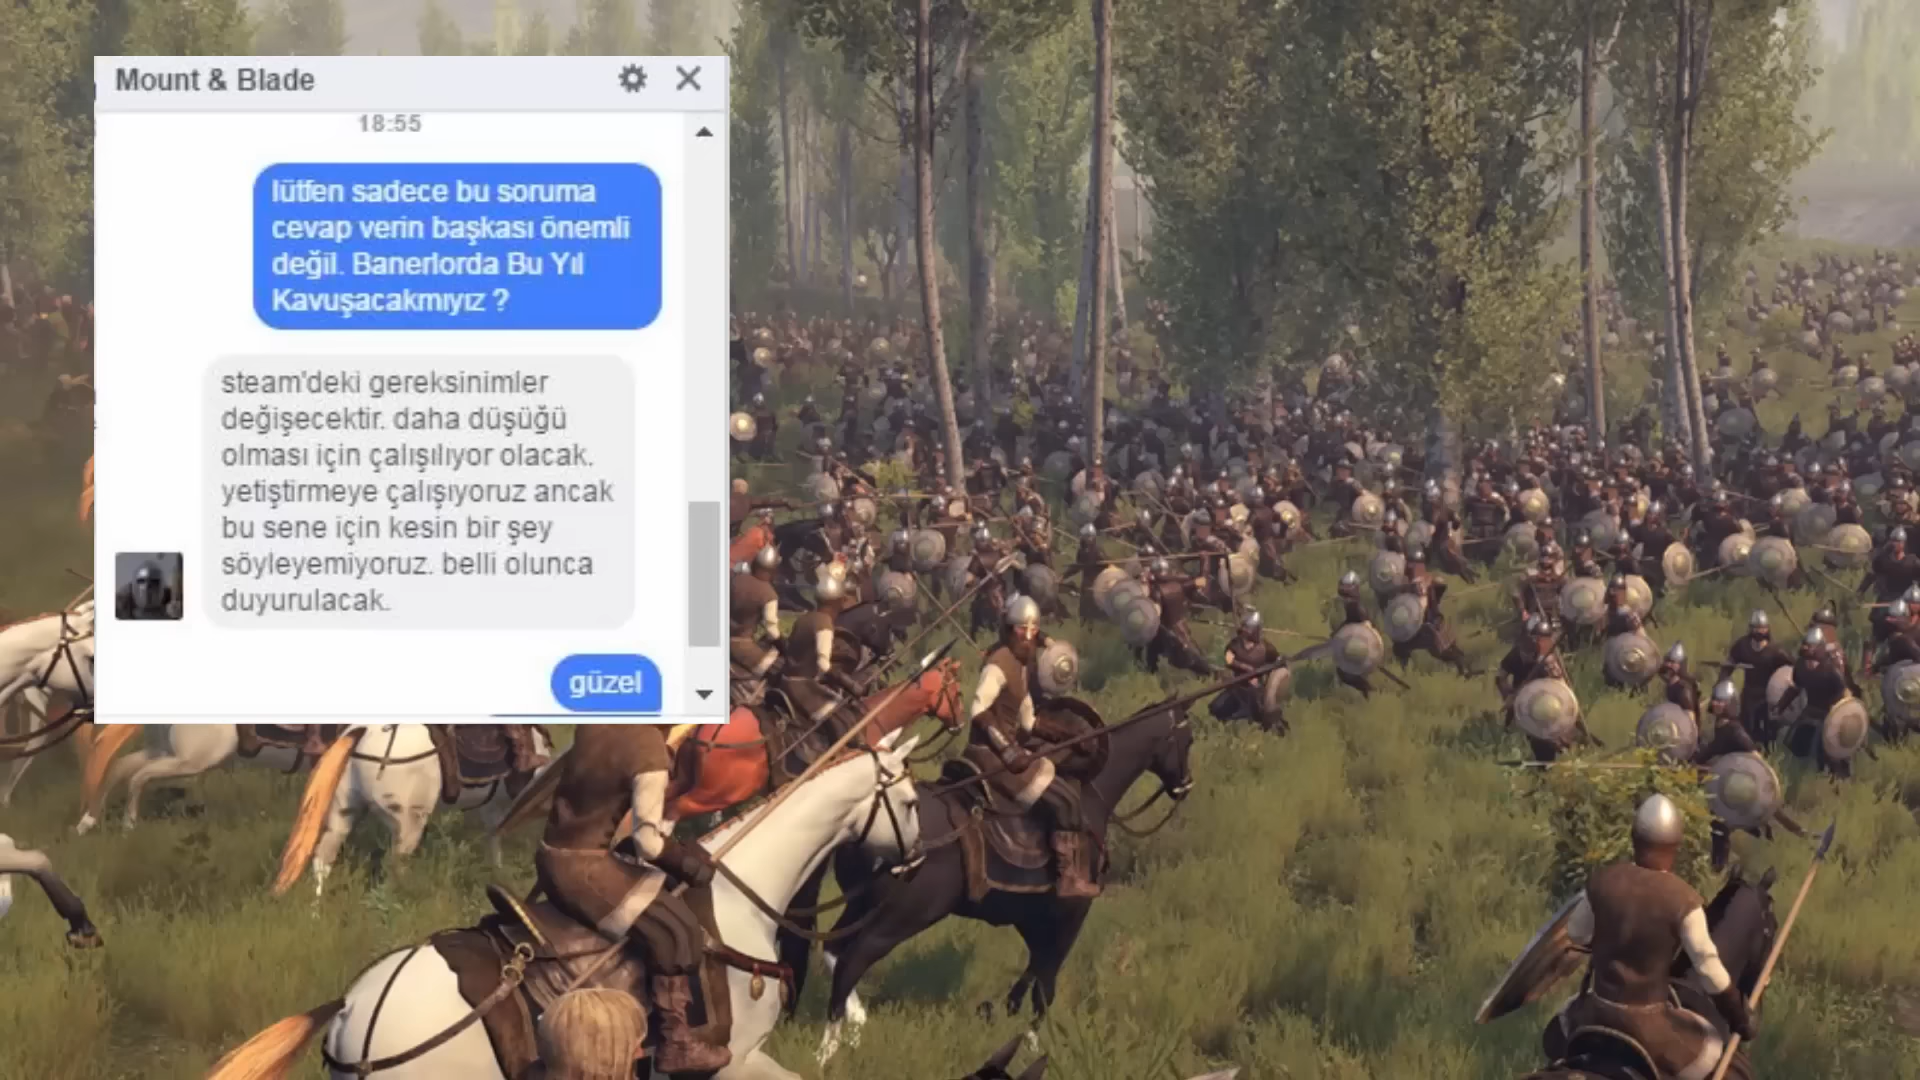 Mount & Blade
18:55
lütfen sadece bu soruma
cevap verin başkası önemli
değil. Banerlorda Bu Yıl
Kavuşacakmıyız ?
steam'deki gereksinimler
değişecektir. daha düşüğü
olması için çalışılıyor olacak.
yetiştirmeye çalışıyoruz ancak
bu sene için kesin bir şey
söyleyemiyoruz. belli olunca
duyurulacak.
güzel